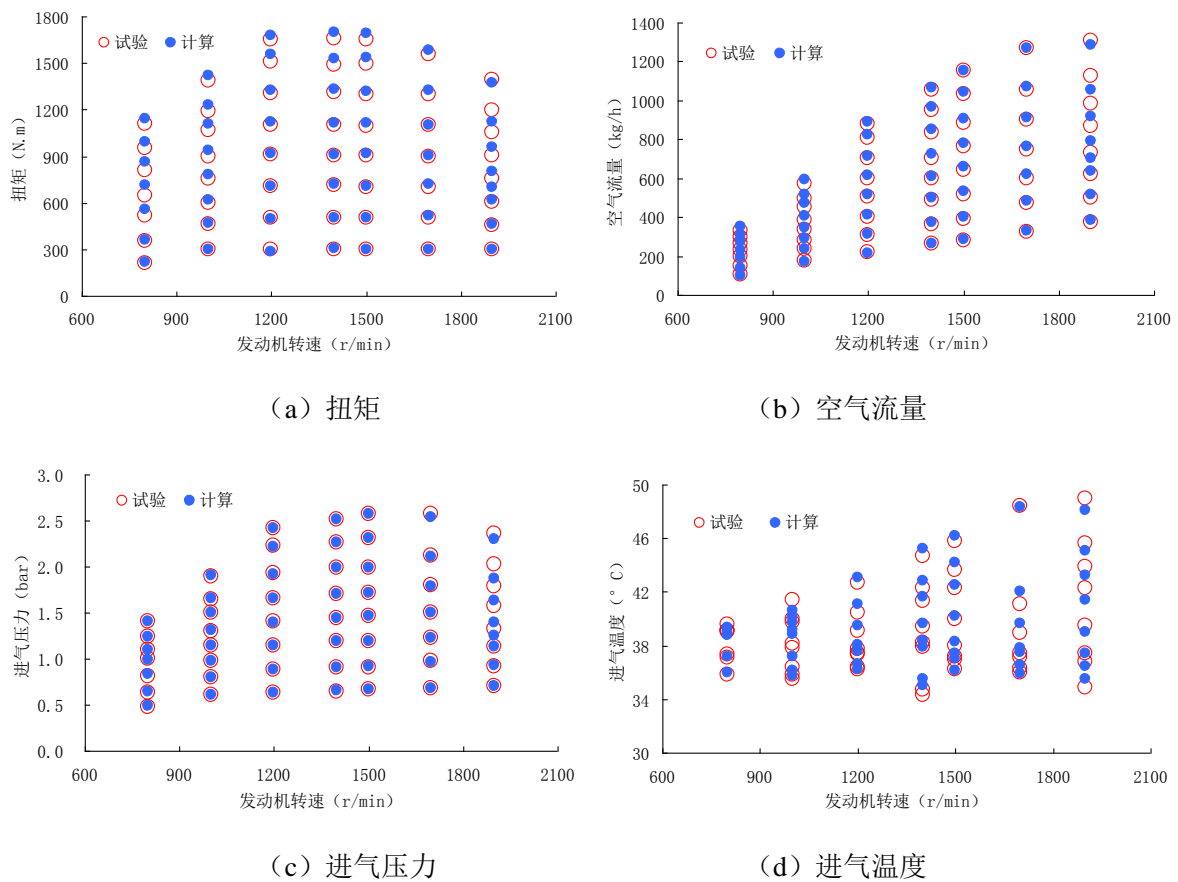 1800
1500
1200
900
600
300
0
扭矩（N.m）
试验 计算
600 900 1200 1500 1800 2100
发动机转速（r/min）
（a）扭矩
1400
1200
1000
800
600
400
200
0
空气流量（kg/h）
试验 计算
600 900 1200 1500 1800 2100
发动机转速（r/min）
（b）空气流量
3.0
2.5
2.0
1.5
1.0
0.5
0.0
进气压力（bar）
试验 计算
600 900 1200 1500 1800 2100
发动机转速（r/min）
（c）进气压力
50
46
42
38
34
30
进气温度（° C）
试验 计算
600 900 1200 1500 1800 2100
发动机转速（r/min）
（d）进气温度